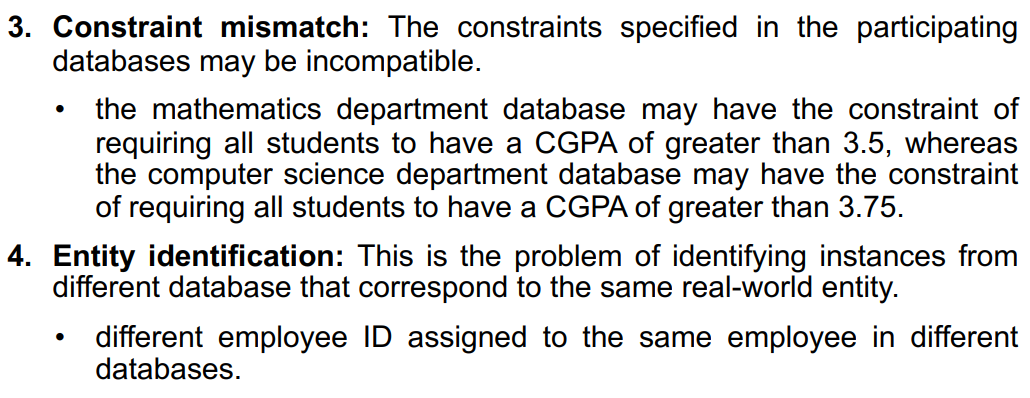 3. Constraint mismatch: The constraints specified in the participating
databases may be incompatible.
• the mathematics department database may have the constraint of
requiring all students to have a CGPA of greater than 3.5, whereas
the computer science department database may have the constraint
of requiring all students to have a CGPA of greater than 3.75.
4. Entity identification: This is the problem of identifying instances from
different database that correspond to the same real-world entity.
• different employee ID assigned to the same employee in different
databases.